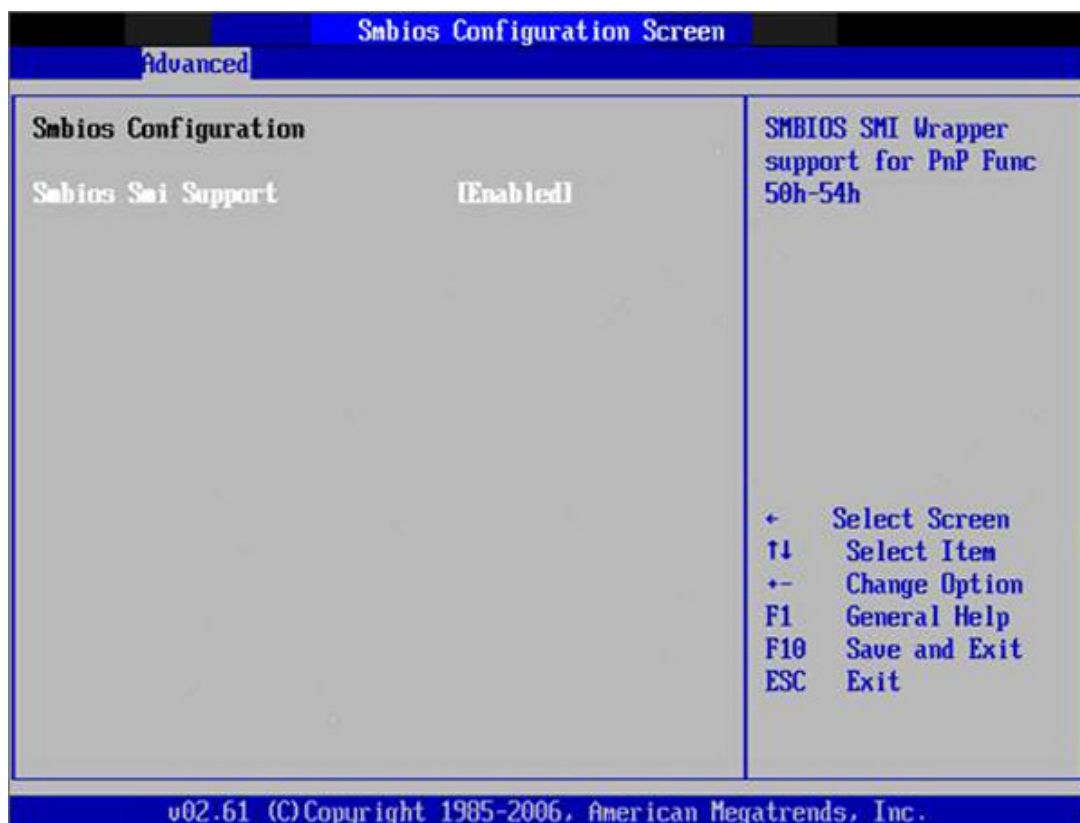 Smbios Configuration Screen
Advanced
Smbios Configuration
Smbios Smi Support [Enabled]
SMBIOS SMI Wrapper
support for PnP Func
50h-54h
← Select Screen
↑↓ Select Item
+- Change Option
F1 General Help
F10 Save and Exit
ESC Exit
v02.61 (C)Copyright 1985-2006, American Megatrends, Inc.